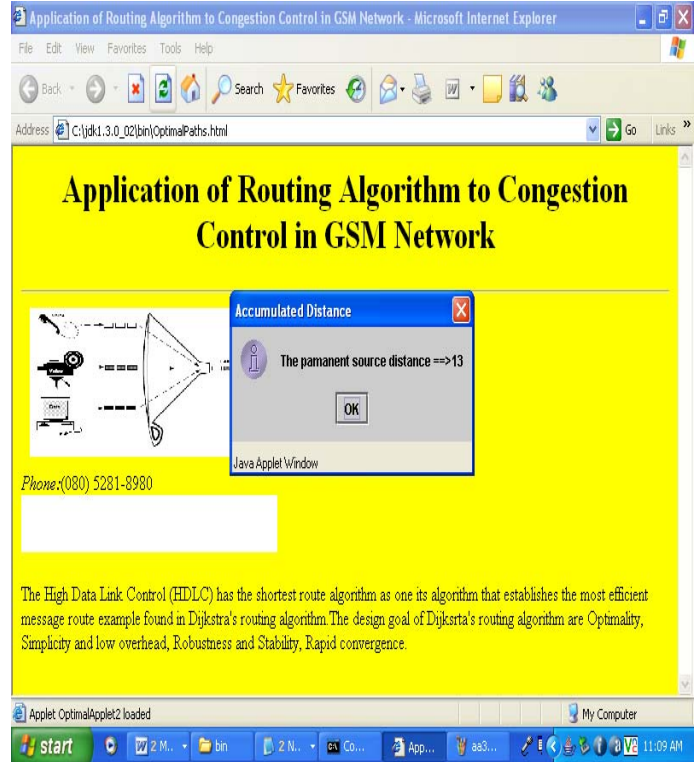 Application of Routing Algorithm to Congestion Control in GSM Network - Microsoft Internet Explorer
File Edit View Favorites Tools Help
Back Search Favorites
Address C:\jdk1.3.0_02\bin\OptimalPaths.html Go Links »
Application of Routing Algorithm to Congestion
Control in GSM Network
Accumulated Distance
The pamanent source distance ==>13
OK
Java Applet Window
Phone:(080) 5281-8980
The High Data Link Control (HDLC) has the shortest route algorithm as one its algorithm that establishes the most efficient
message route example found in Dijkstra's routing algorithm.The design goal of Dijksrta's routing algorithm are Optimality,
Simplicity and low overhead, Robustness and Stability, Rapid convergence.
Applet OptimalApplet2 loaded My Computer
start 2 M.. bin 2 N.. Co... App... aa3... 11:09 AM